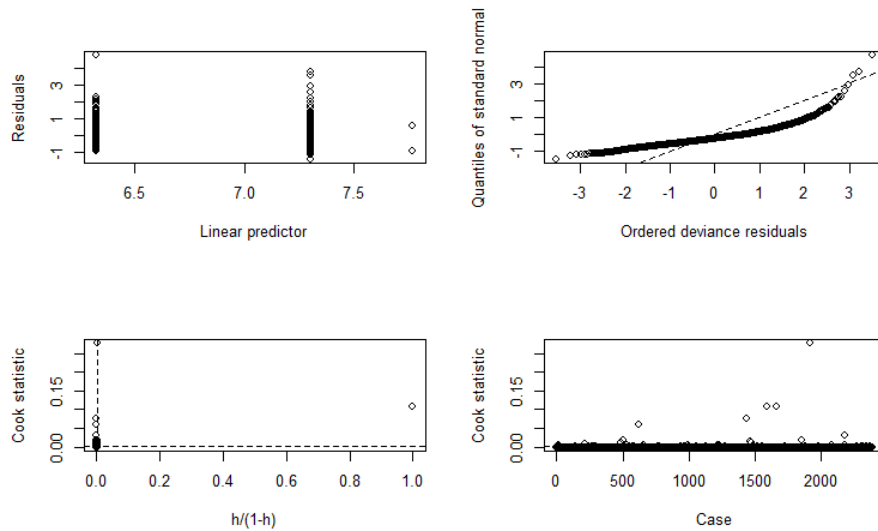 Residuals
-1 1 3
6.5 7.0 7.5
Linear predictor
Quantiles of standard normal
-1 1 3
-3 -2 -1 0 1 2 3
Ordered deviance residuals
Cook statistic
0.00 0.15
0.0 0.2 0.4 0.6 0.8 1.0
h/(1-h)
Cook statistic
0.00 0.15
0 500 1000 1500 2000
Case